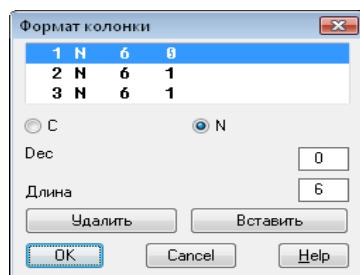 Формат колонки
1 N 6 0
2 N 6 1
3 N 6 1
C N
Dec 0
Длина 6
Удалить Вставить
OK Cancel Help